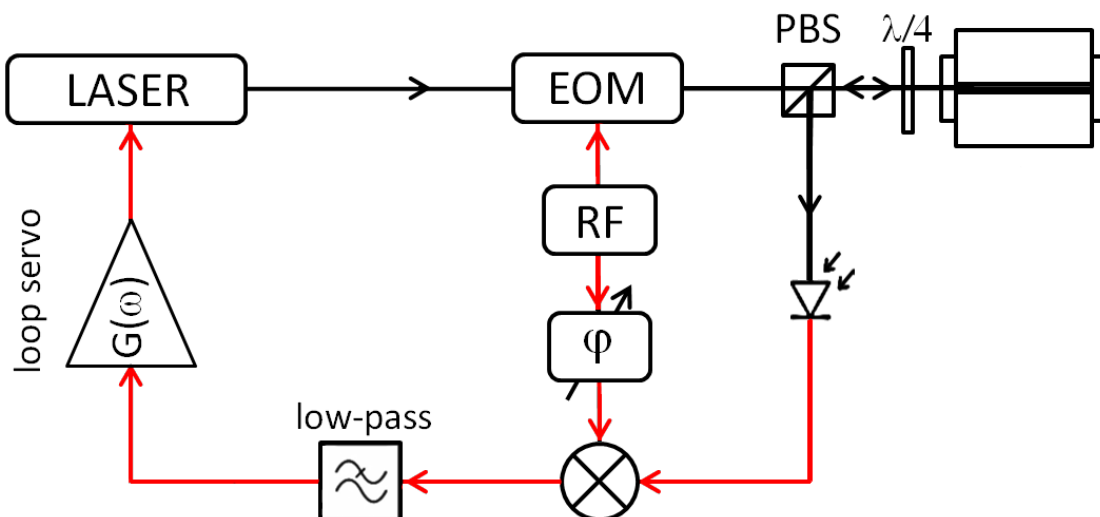 PBS
λ/4
LASER
EOM
RF
loop servo
G(ω)
φ
low-pass